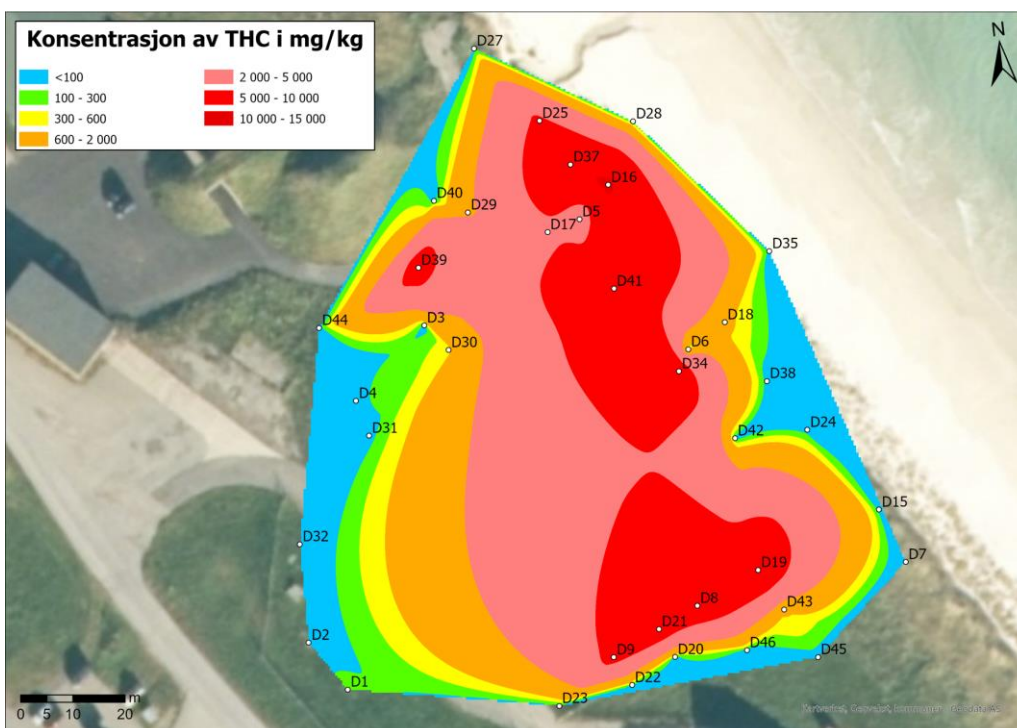 Konsentrasjon av THC i mg/kg
<100
100 - 300
300 - 600
600 - 2 000
2 000 - 5 000
5 000 - 10 000
10 000 - 15 000
N
D27
D25
D28
D37
D16
D40
D29
D5
D17
D35
D39
D41
D44
D3
D18
D30
D6
D34
D38
D4
D31
D42
D24
D15
D32
D7
D19
D8
D43
D2
D21
D9
D20
D46
D45
D1
D22
D23
0 5 10 20
m
Kartverket, Geovekst, kommuner